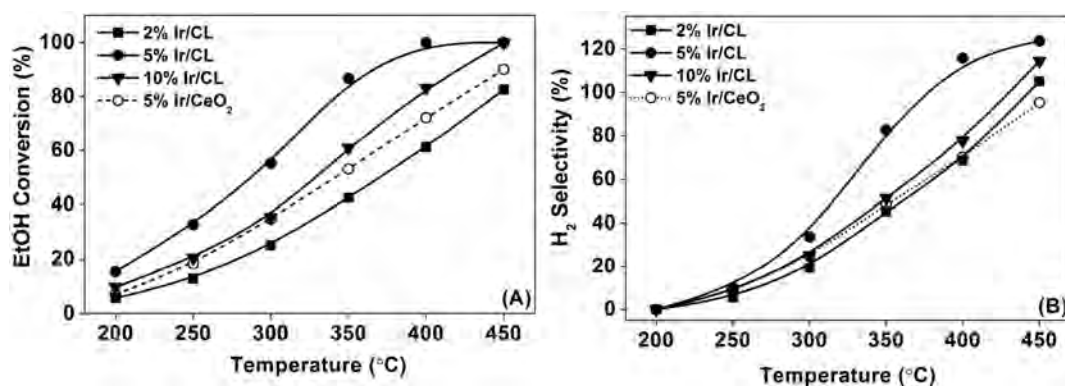 2% Ir/CL
5% Ir/CL
10% Ir/CL
5% Ir/CeO₂
EtOH Conversion (%)
100
80
60
40
20
0
200 250 300 350 400 450
Temperature (°C)
(A)
2% Ir/CL
5% Ir/CL
10% Ir/CL
5% Ir/CeO₂
H₂ Selectivity (%)
120
100
80
60
40
20
0
200 250 300 350 400 450
Temperature (°C)
(B)